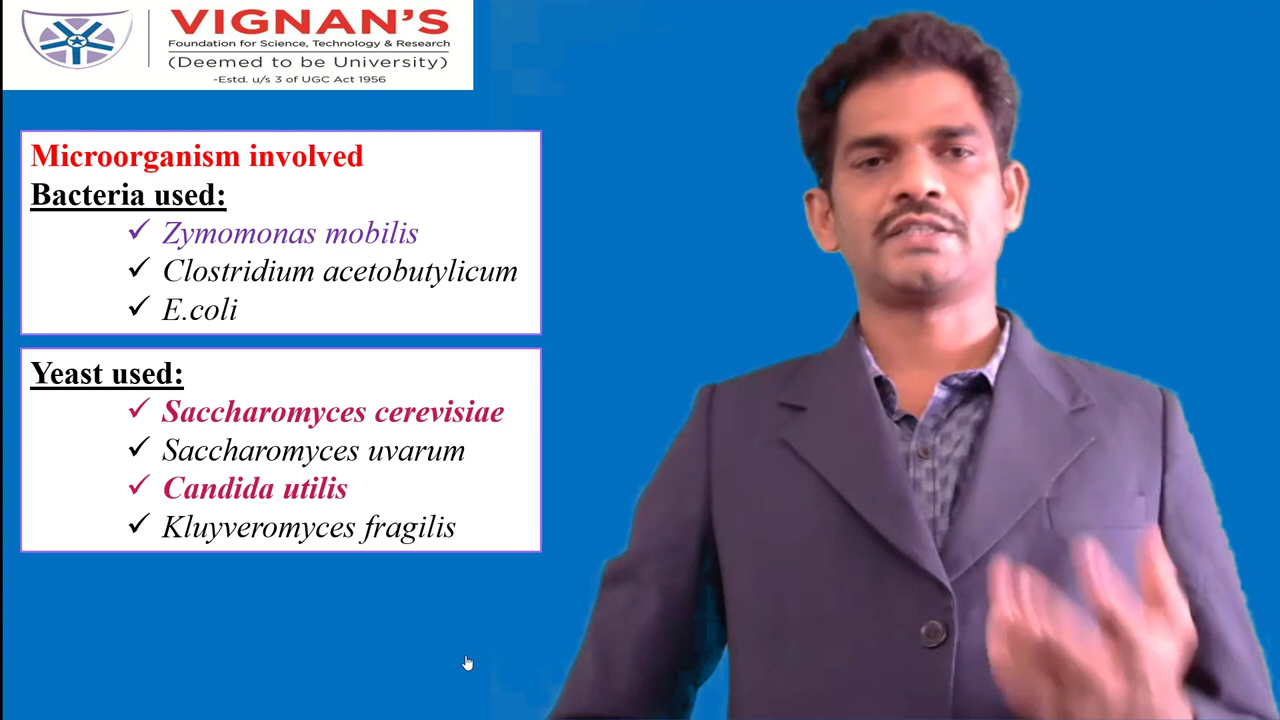 VIGNAN'S
Foundation for Science, Technology & Research
(Deemed to be University)
-Estd. u/s 3 of UGC Act 1956
Microorganism involved
Bacteria used:
✓ Zymomonas mobilis
✓ Clostridium acetobutylicum
✓ E.coli
Yeast used:
✓ Saccharomyces cerevisiae
✓ Saccharomyces uvarum
✓ Candida utilis
✓ Kluyveromyces fragilis